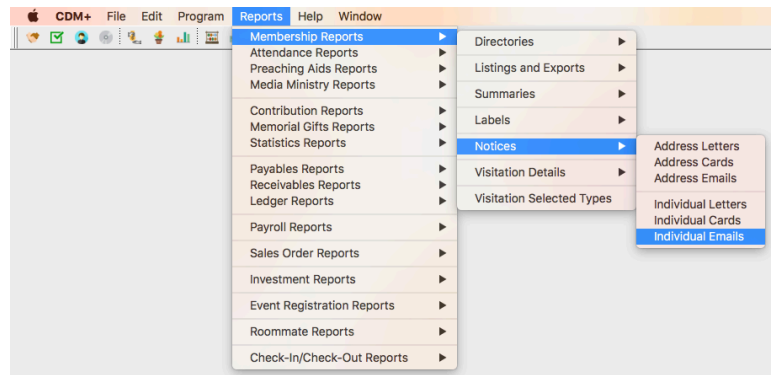 CDM+ File Edit Program Reports Help Window
Membership Reports
Attendance Reports
Preaching Aids Reports
Media Ministry Reports
Contribution Reports
Memorial Gifts Reports
Statistics Reports
Payables Reports
Receivables Reports
Ledger Reports
Payroll Reports
Sales Order Reports
Investment Reports
Event Registration Reports
Roommate Reports
Check-In/Check-Out Reports
Directories
Listings and Exports
Summaries
Labels
Notices
Visitation Details
Visitation Selected Types
Address Letters
Address Cards
Address Emails
Individual Letters
Individual Cards
Individual Emails